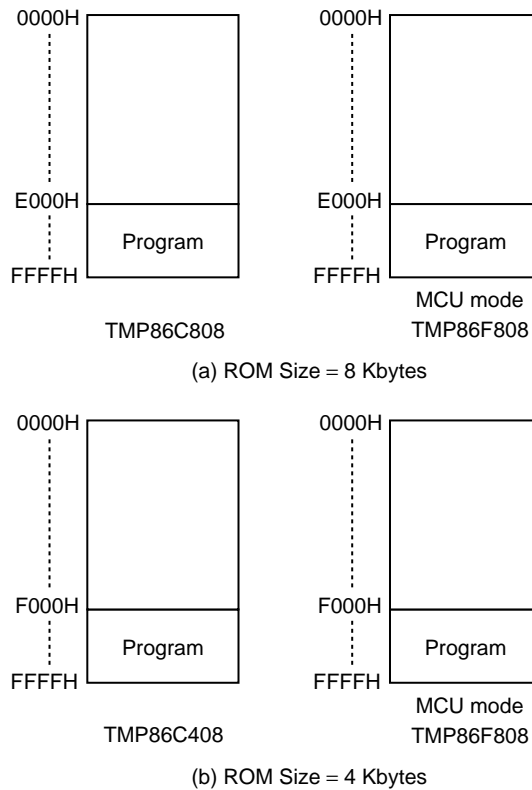 0000H
E000H
Program
FFFFH
TMP86C808
0000H
E000H
Program
FFFFH
MCU mode
TMP86F808
(a) ROM Size = 8 Kbytes
0000H
F000H
Program
FFFFH
TMP86C408
0000H
F000H
Program
FFFFH
MCU mode
TMP86F808
(b) ROM Size = 4 Kbytes